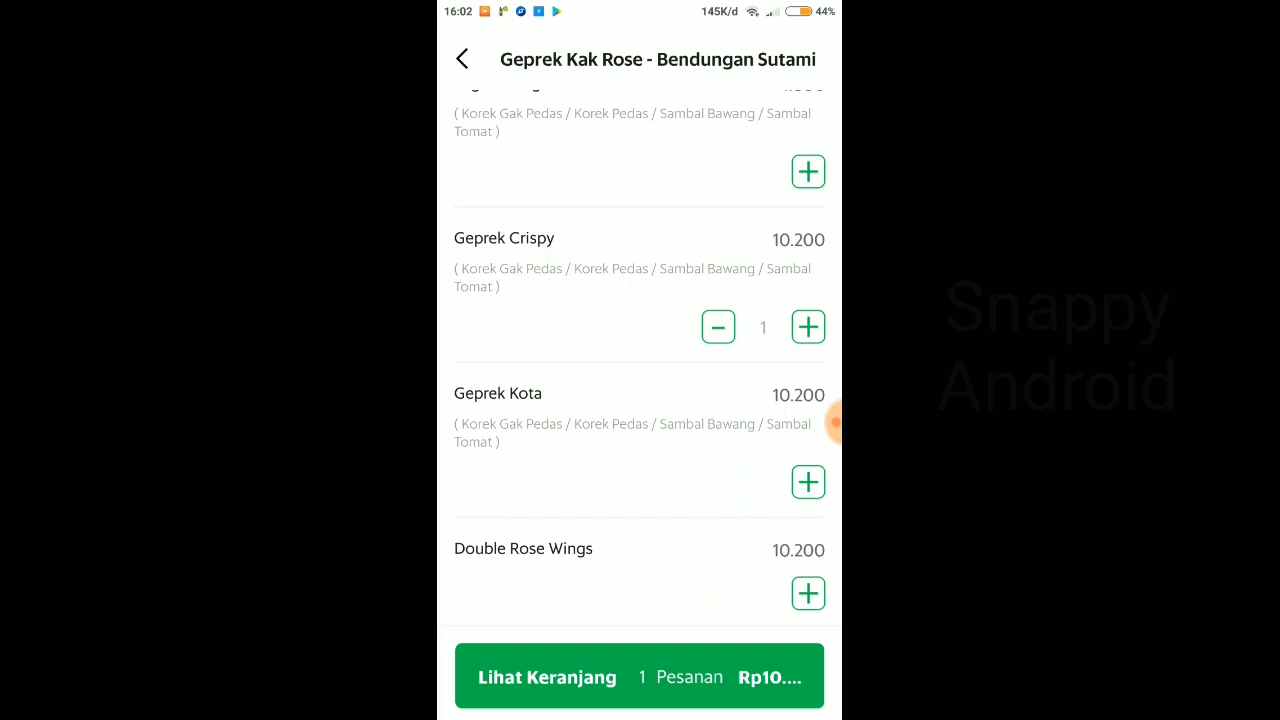 16:02 145K/d 44%
Geprek Kak Rose - Bendungan Sutami
( Korek Gak Pedas / Korek Pedas / Sambal Bawang / Sambal
Tomat )
Geprek Crispy 10.200
( Korek Gak Pedas / Korek Pedas / Sambal Bawang / Sambal
Tomat )
1
Geprek Kota 10.200
( Korek Gak Pedas / Korek Pedas / Sambal Bawang / Sambal
Tomat )
Double Rose Wings 10.200
Lihat Keranjang 1 Pesanan Rp10....
Snappy
Android